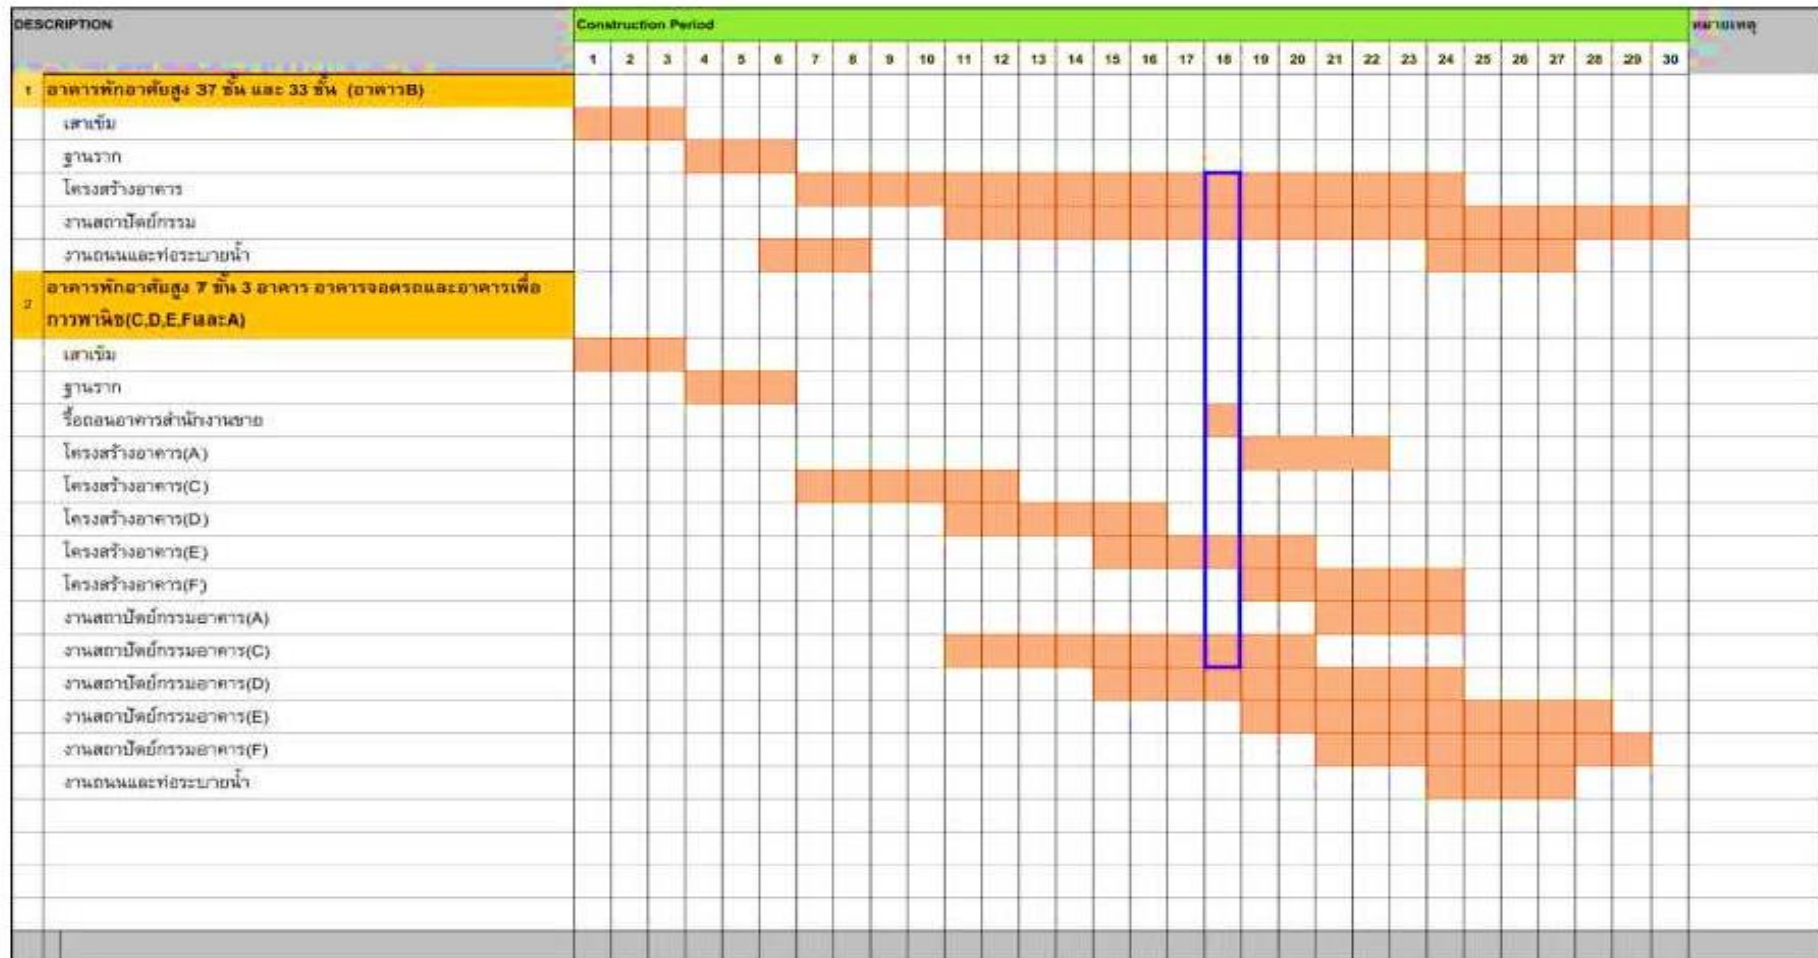 DESCRIPTION
Construction Period
หมายเหตุ
1 2 3 4 5 6 7 8 9 10 11 12 13 14 15 16 17 18 19 20 21 22 23 24 25 26 27 28 29 30
1 อาคารพักอาศัยสูง 37 ชั้น และ 33 ชั้น (อาคารB)
เสาเข็ม
ฐานราก
โครงสร้างอาคาร
งานสถาปัตย์กรรม
งานถนนและท่อระบายน้ำ
2 อาคารพักอาศัยสูง 7 ชั้น 3 อาคาร อาคารจอดรถและอาคารเพื่อ
การพานิช(C,D,E,FและA)
เสาเข็ม
ฐานราก
รื้อถอนอาคารสำนักงานขาย
โครงสร้างอาคาร(A)
โครงสร้างอาคาร(C)
โครงสร้างอาคาร(D)
โครงสร้างอาคาร(E)
โครงสร้างอาคาร(F)
งานสถาปัตย์กรรมอาคาร(A)
งานสถาปัตย์กรรมอาคาร(C)
งานสถาปัตย์กรรมอาคาร(D)
งานสถาปัตย์กรรมอาคาร(E)
งานสถาปัตย์กรรมอาคาร(F)
งานถนนและท่อระบายน้ำ